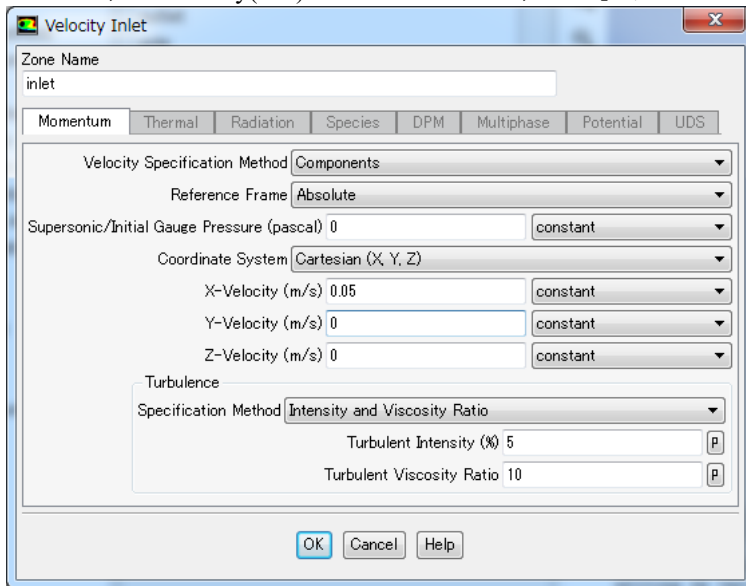 Velocity Inlet
Zone Name
inlet
Momentum Thermal Radiation Species DPM Multiphase Potential UDS
Velocity Specification Method Components
Reference Frame Absolute
Supersonic/Initial Gauge Pressure (pascal) 0 constant
Coordinate System Cartesian (X, Y, Z)
X-Velocity (m/s) 0.05 constant
Y-Velocity (m/s) 0 constant
Z-Velocity (m/s) 0 constant
Turbulence
Specification Method Intensity and Viscosity Ratio
Turbulent Intensity (%) 5 P
Turbulent Viscosity Ratio 10 P
OK Cancel Help